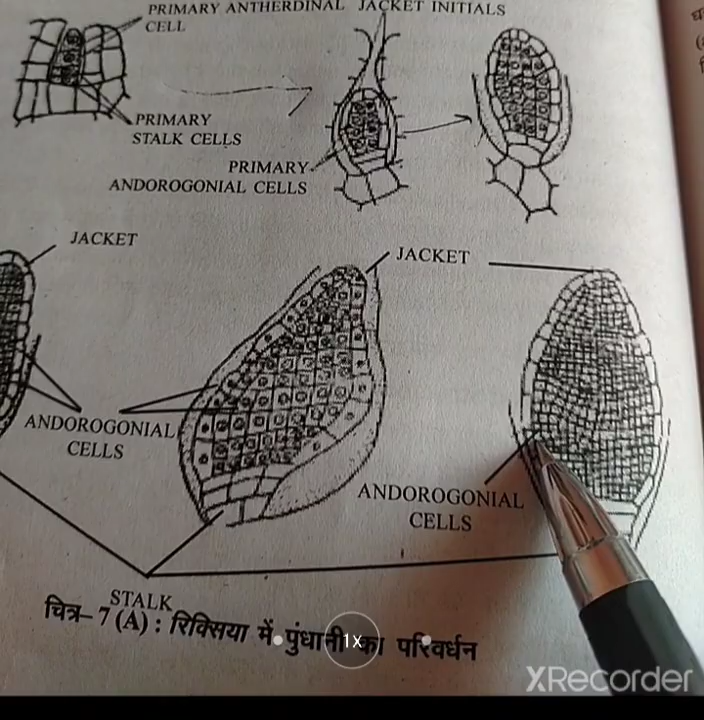 PRIMARY ANTHERDINAL
CELL
JACKET INITIALS
PRIMARY
STALK CELLS
PRIMARY
ANDOROGONIAL CELLS
JACKET
JACKET
ANDOROGONIAL
CELLS
ANDOROGONIAL
CELLS
STALK
चित्र– 7 (A) : रिक्सिया में पुंधानी का परिवर्धन
1X
XRecorder